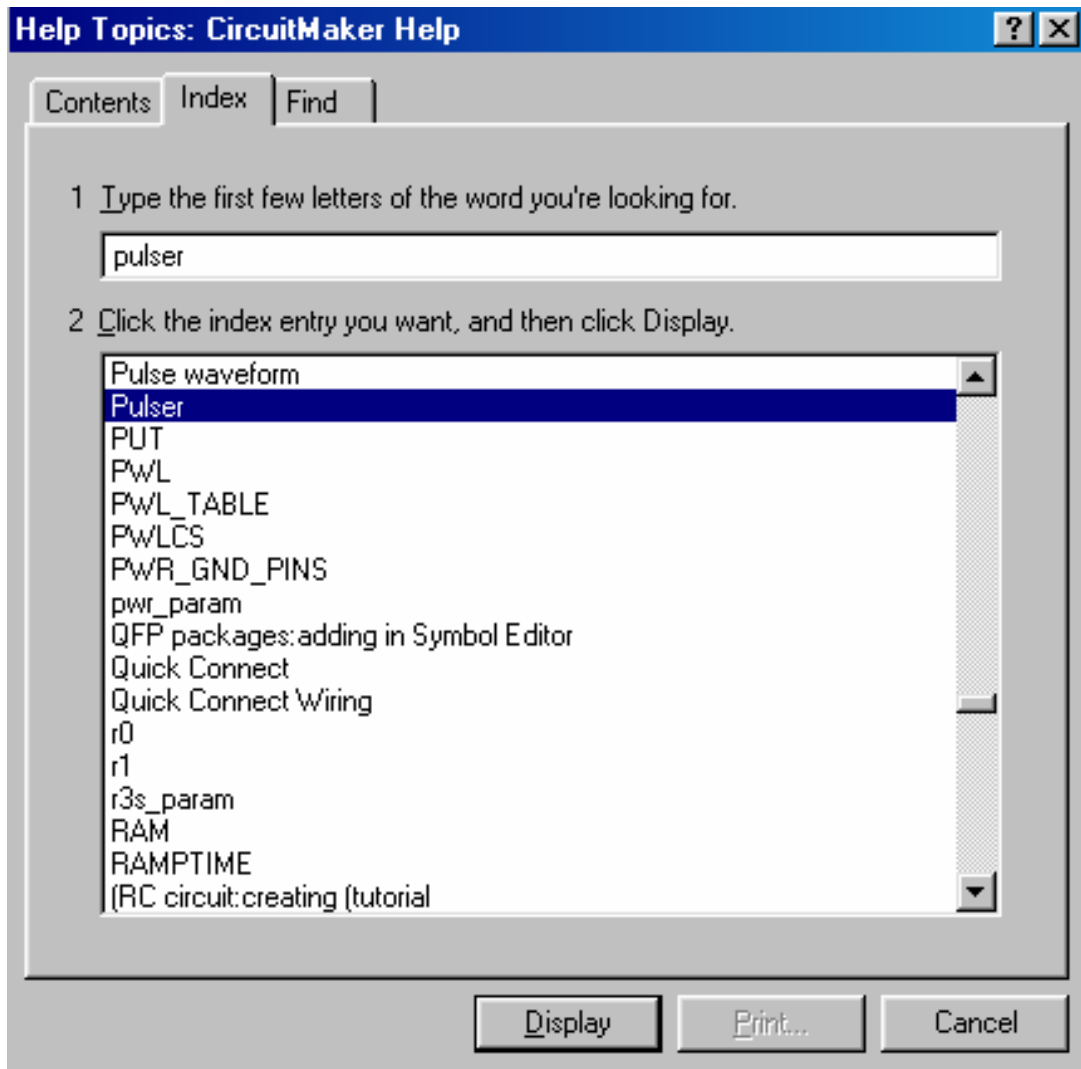 Help Topics: CircuitMaker Help
Contents Index Find
1 Type the first few letters of the word you're looking for.
pulser
2 Click the index entry you want, and then click Display.
Pulse waveform
Pulser
PUT
PWL
PWL_TABLE
PWLCS
PWR_GND_PINS
pwr_param
QFP packages:adding in Symbol Editor
Quick Connect
Quick Connect Wiring
r0
r1
r3s_param
RAM
RAMPTIME
(RC circuit:creating (tutorial
Display Print... Cancel